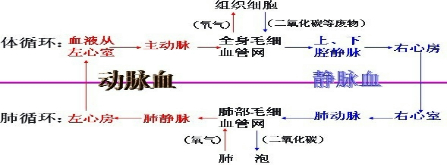 组织细胞
(氧气) (二氧化碳等废物)
体循环: 血液从左心室 主动脉 全身毛细血管网 上、下腔静脉 右心房
动脉血 静脉血
肺循环: 左心房 肺静脉 肺部毛细血管网 肺动脉 右心室
(氧气) (二氧化碳)
肺 泡